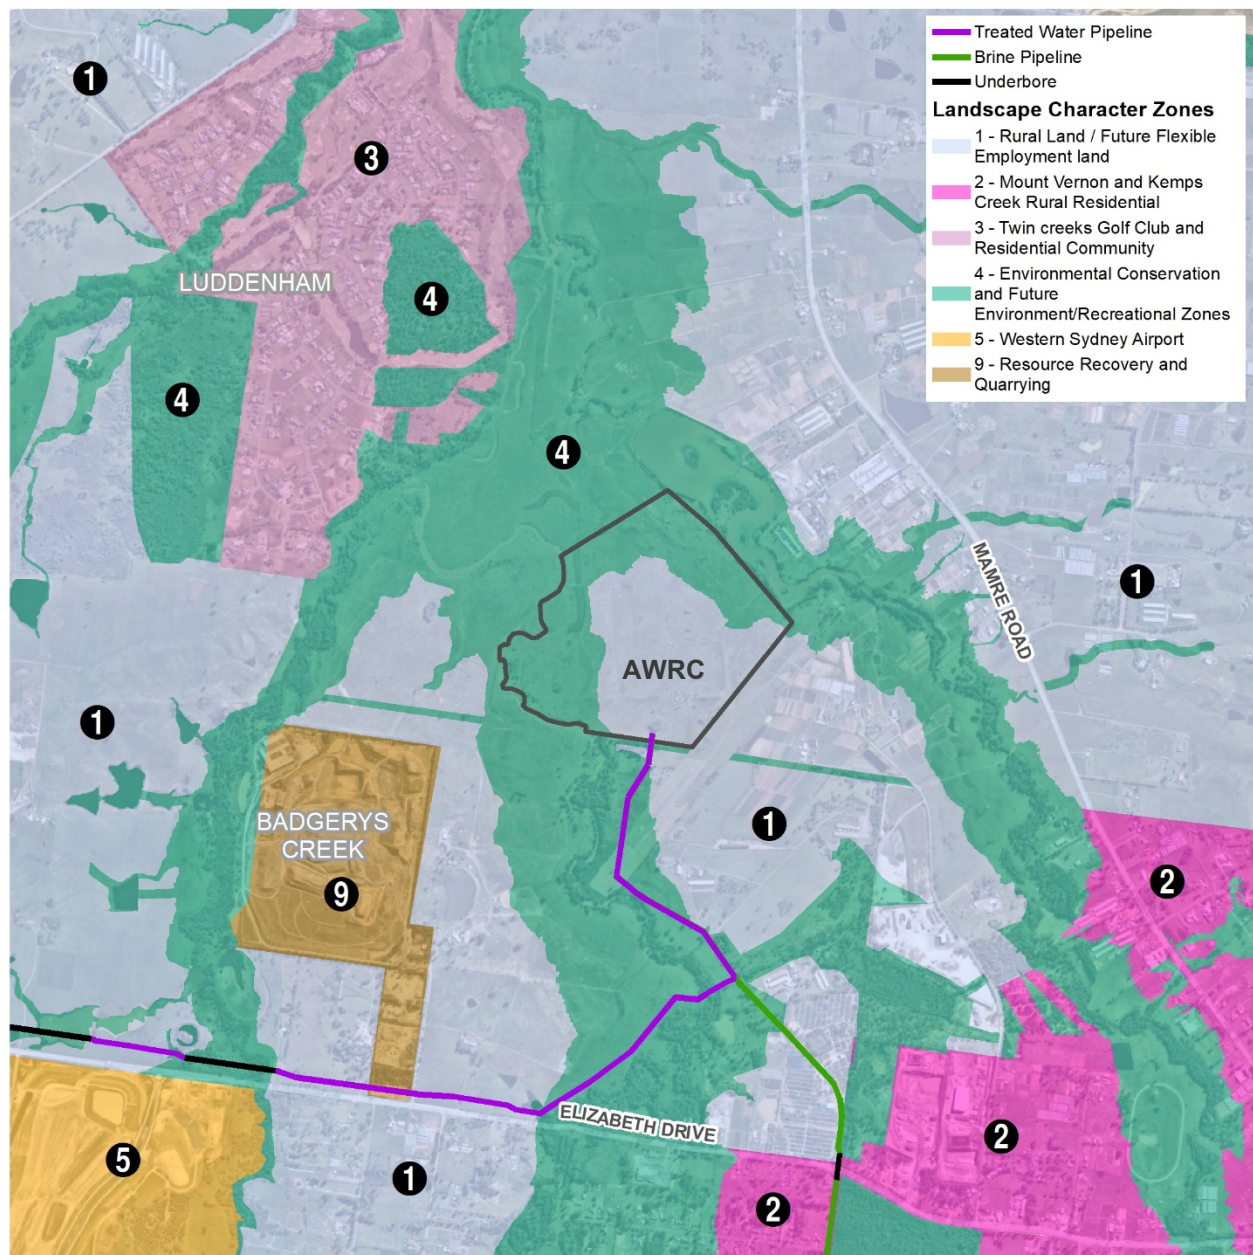 Treated Water Pipeline
Brine Pipeline
Underbore
Landscape Character Zones
1 - Rural Land / Future Flexible
Employment land
2 - Mount Vernon and Kemps
Creek Rural Residential
3 - Twin creeks Golf Club and
Residential Community
4 - Environmental Conservation
and Future
Environment/Recreational Zones
5 - Western Sydney Airport
9 - Resource Recovery and
Quarrying
1
3
LUDDENHAM
4
4
4
MAMRE ROAD
1
AWRC
1
BADGERYS
CREEK
1
9
2
ELIZABETH DRIVE
5
1
2
2